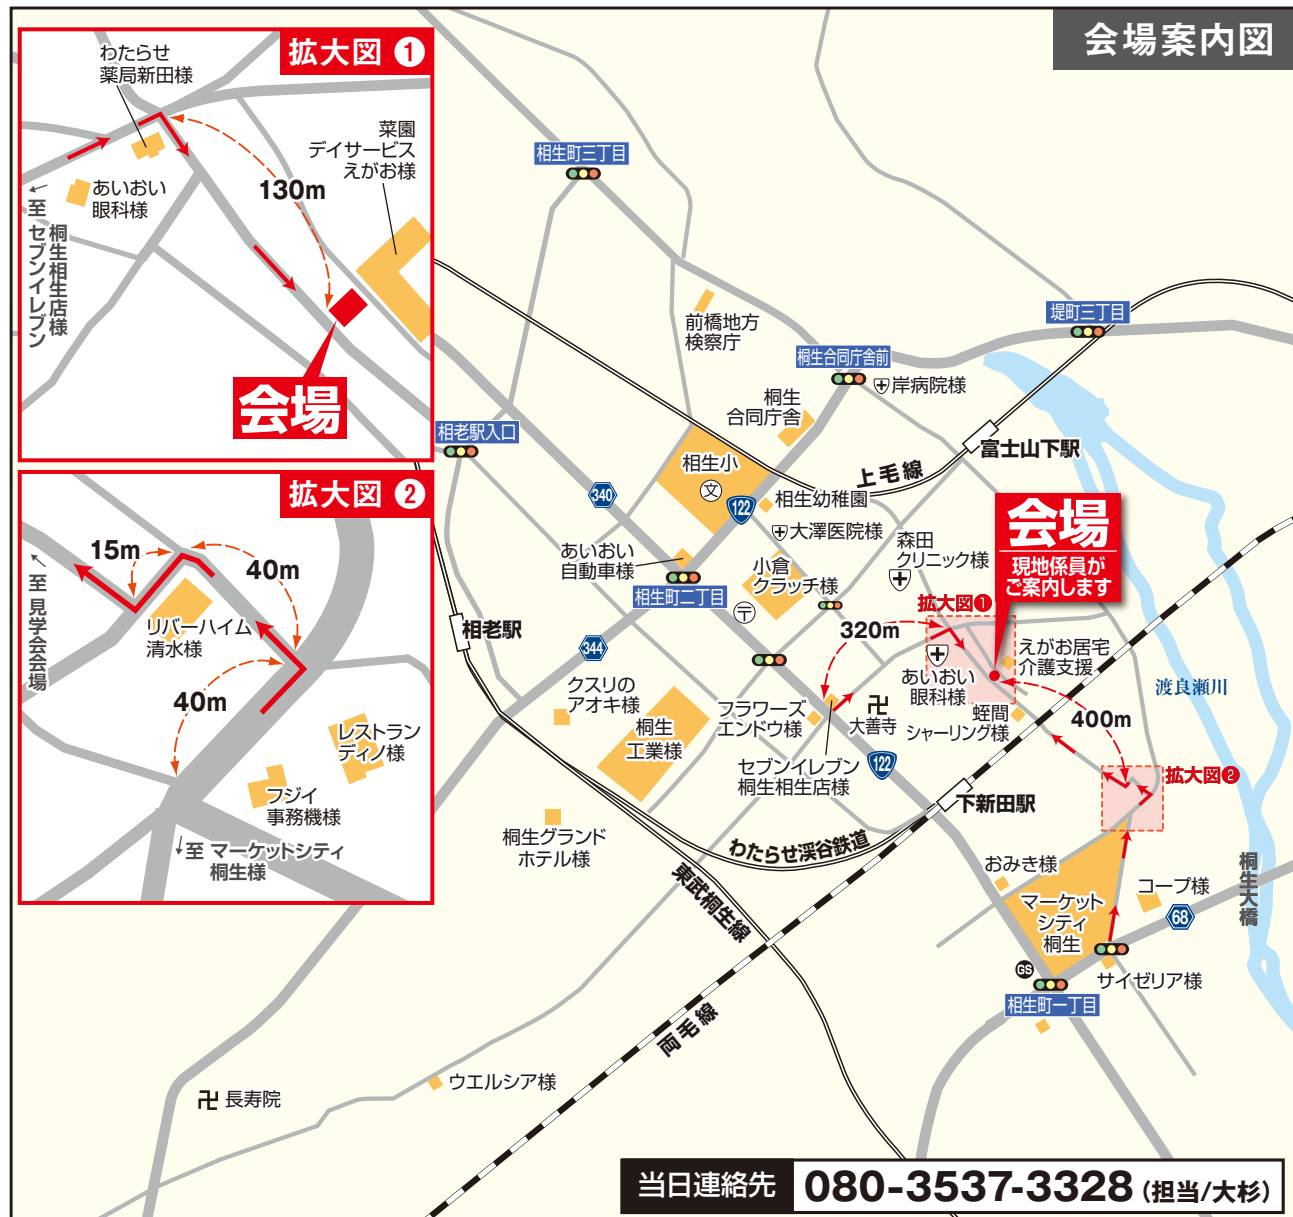 会場案内図
拡大図 ❶
わたらせ
薬局新田様
菜園
デイサービス
えがお様
130m
あいおい
眼科様
←至 セブンイレブン
桐生相生店様
会場
拡大図 ❷
15m
40m
←至 見学会会場
リバーハイム
清水様
40m
レストラン
ディノ様
フジイ
事務機様
←至 マーケットシティ
桐生様
相生町三丁目
前橋地方
検察庁
堤町三丁目
桐生合同庁舎前
岸病院様
桐生
合同庁舎
相老駅入口
富士山下駅
上毛線
相生小
文
340
122
相生幼稚園
大澤医院様
森田
クリニック様
会場
現地係員が
ご案内します
あいおい
自動車様
小倉
クラッチ様
相生町二丁目
〒
拡大図❶
320m
相老駅
344
えがお居宅
介護支援
あいおい
眼科様
渡良瀬川
クスリの
アオキ様
桐生
工業様
フラワーズ
エンドウ様
卍
大善寺
蛭間
シャーリング様
400m
セブンイレブン
桐生相生店様
122
拡大図❷
下新田駅
桐生グランド
ホテル様
わたらせ渓谷鉄道
東武桐生線
おみき様
マーケット
シティ
桐生
コープ様
68
桐生大橋
GS
サイゼリア様
相生町一丁目
両毛線
ウエルシア様
卍 長寿院
当日連絡先 080-3537-3328 (担当/大杉)